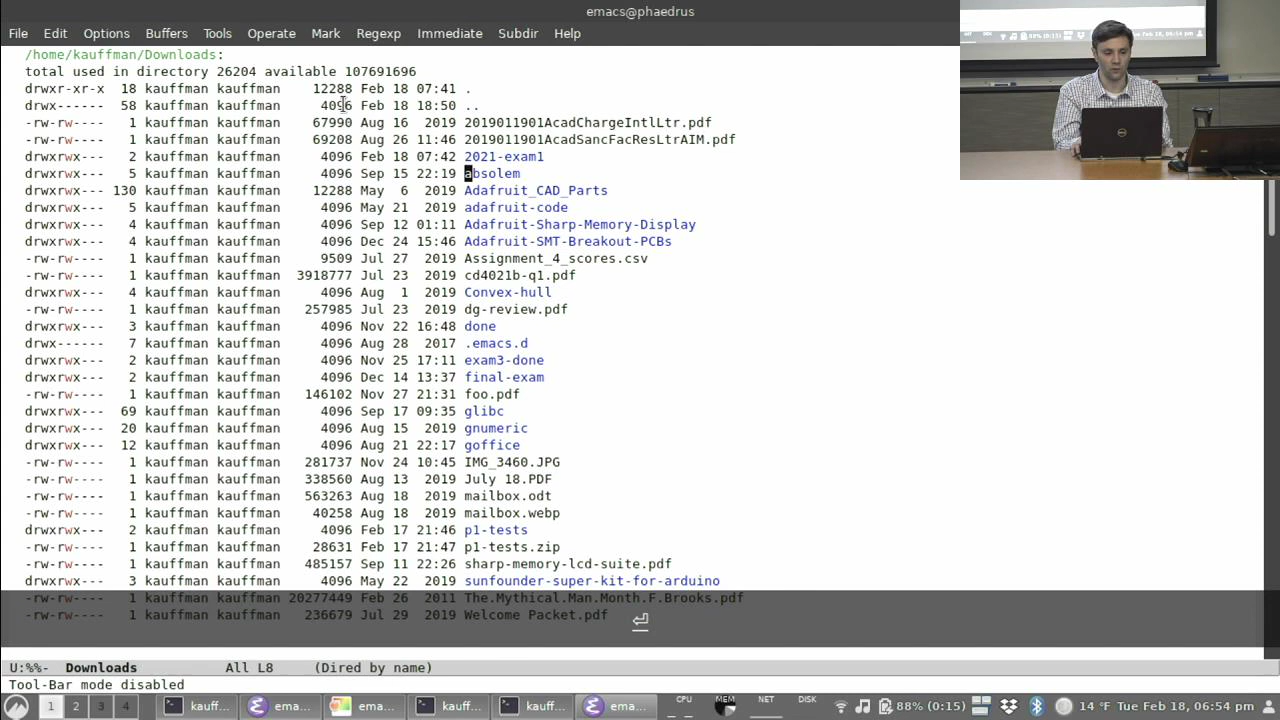 emacs@phaedrus
File Edit Options Buffers Tools Operate Mark Regexp Immediate Subdir Help
/home/kauffman/Downloads:
total used in directory 26204 available 107691696
drwxr-xr-x 18 kauffman kauffman 12288 Feb 18 07:41 .
drwx------ 58 kauffman kauffman 4096 Feb 18 18:50 ..
-rw-rw---- 1 kauffman kauffman 67990 Aug 16 2019 2019011901AcadChargeIntlLtr.pdf
-rw-rw---- 1 kauffman kauffman 69208 Aug 26 11:46 2019011901AcadSancFacResLtrAIM.pdf
drwxrwx--- 2 kauffman kauffman 4096 Feb 18 07:42 2021-exam1
drwxrwx--- 5 kauffman kauffman 4096 Sep 15 22:19 absolem
drwxrwx--- 130 kauffman kauffman 12288 May 6 2019 Adafruit_CAD_Parts
drwxrwx--- 5 kauffman kauffman 4096 May 21 2019 adafruit-code
drwxrwx--- 4 kauffman kauffman 4096 Sep 12 01:11 Adafruit-Sharp-Memory-Display
drwxrwx--- 4 kauffman kauffman 4096 Dec 24 15:46 Adafruit-SMT-Breakout-PCBs
-rw-rw---- 1 kauffman kauffman 9509 Jul 27 2019 Assignment_4_scores.csv
-rw-rw---- 1 kauffman kauffman 3918777 Jul 23 2019 cd4021b-q1.pdf
drwxrwx--- 4 kauffman kauffman 4096 Aug 1 2019 Convex-hull
-rw-rw---- 1 kauffman kauffman 257985 Jul 23 2019 dg-review.pdf
drwxrwx--- 3 kauffman kauffman 4096 Nov 22 16:48 done
drwx------ 7 kauffman kauffman 4096 Aug 28 2017 .emacs.d
drwxrwx--- 2 kauffman kauffman 4096 Nov 25 17:11 exam3-done
drwxrwx--- 2 kauffman kauffman 4096 Dec 14 13:37 final-exam
-rw-rw---- 1 kauffman kauffman 146102 Nov 27 21:31 foo.pdf
drwxrwx--- 69 kauffman kauffman 4096 Sep 17 09:35 glibc
drwxrwx--- 20 kauffman kauffman 4096 Aug 15 2019 gnumeric
drwxrwx--- 12 kauffman kauffman 4096 Aug 21 22:17 goffice
-rw-rw---- 1 kauffman kauffman 281737 Nov 24 10:45 IMG_3460.JPG
-rw-rw---- 1 kauffman kauffman 338560 Aug 13 2019 July 18.PDF
-rw-rw---- 1 kauffman kauffman 563263 Aug 18 2019 mailbox.odt
-rw-rw---- 1 kauffman kauffman 40258 Aug 18 2019 mailbox.webp
drwxrwx--- 2 kauffman kauffman 4096 Feb 17 21:46 p1-tests
-rw-rw---- 1 kauffman kauffman 28631 Feb 17 21:47 p1-tests.zip
-rw-rw---- 1 kauffman kauffman 485157 Sep 11 22:26 sharp-memory-lcd-suite.pdf
drwxrwx--- 3 kauffman kauffman 4096 May 22 2019 sunfounder-super-kit-for-arduino
-rw-rw---- 1 kauffman kauffman 20277449 Feb 26 2011 The.Mythical.Man.Month.F.Brooks.pdf
-rw-rw---- 1 kauffman kauffman 236679 Jul 29 2019 Welcome Packet.pdf
U:%%- Downloads All L8 (Dired by name)
Tool-Bar mode disabled
1 2 3 4 kauff... ema... ema... kauff... kauff... ema... CPU MEM NET DISK 88% (0:15) 14 °F Tue Feb 18, 06:54 pm
88% (0:15) Tue Feb 18, 06:54 pm